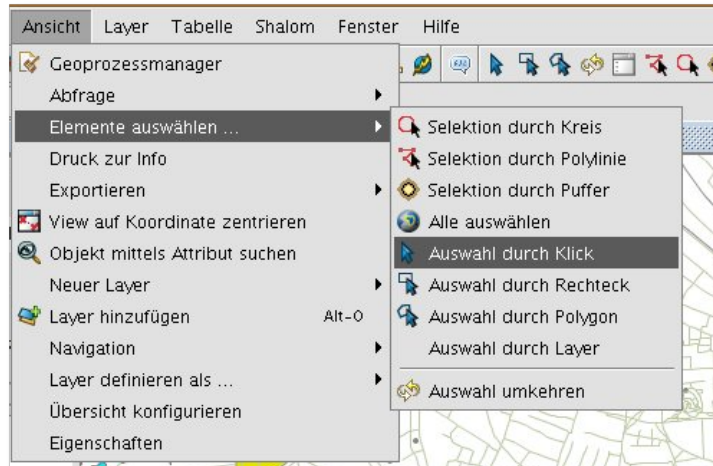 Ansicht Layer Tabelle Shalom Fenster Hilfe
Geoprozessmanager
Abfrage
Elemente auswählen ...
Druck zur Info
Exportieren
View auf Koordinate zentrieren
Objekt mittels Attribut suchen
Neuer Layer
Layer hinzufügen Alt-O
Navigation
Layer definieren als ...
Übersicht konfigurieren
Eigenschaften
Selektion durch Kreis
Selektion durch Polylinie
Selektion durch Puffer
Alle auswählen
Auswahl durch Klick
Auswahl durch Rechteck
Auswahl durch Polygon
Auswahl durch Layer
Auswahl umkehren